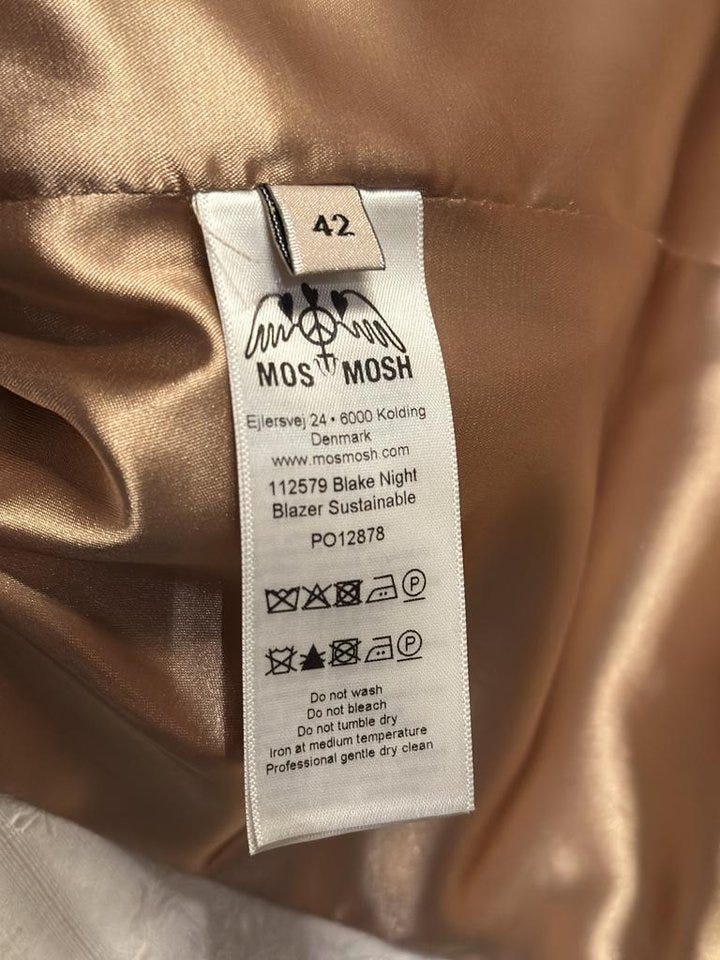 42
MOS MOSH
Ejlersvej 24 • 6000 Kolding
Denmark
www.mosmosh.com
112579 Blake Night
Blazer Sustainable
PO12878
P
P
Do not wash
Do not bleach
Do not tumble dry
Iron at medium temperature
Professional gentle dry clean